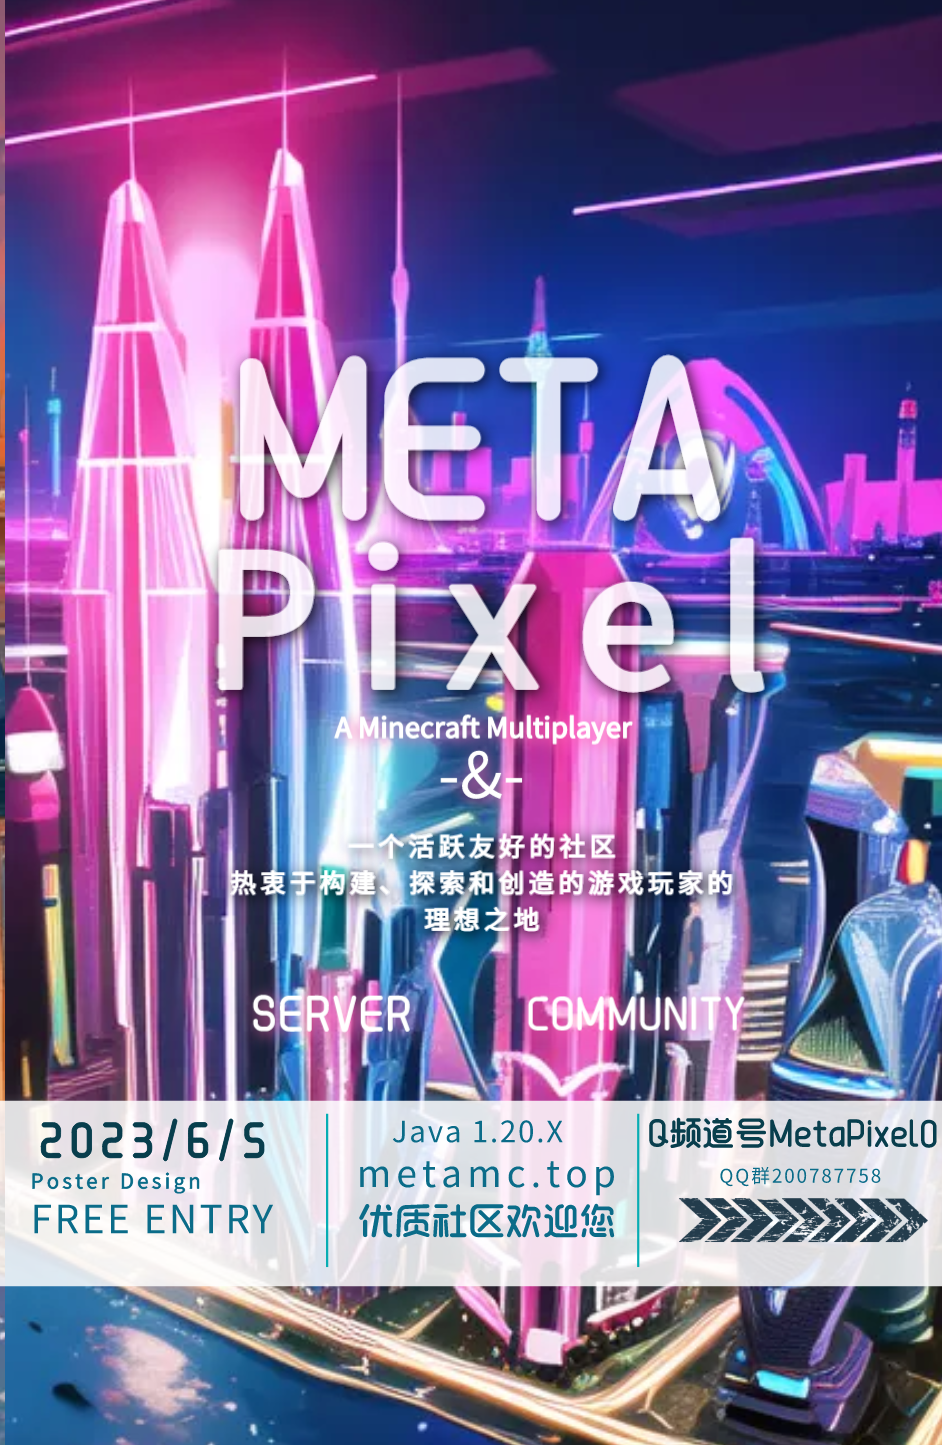 META
Pixel
A Minecraft Multiplayer
-&-
一个活跃友好的社区
热衷于构建、探索和创造的游戏玩家的
理想之地
SERVER
COMMUNITY
2023/6/5
Poster Design
FREE ENTRY
Java 1.20.X
metamc.top
优质社区欢迎您
Q频道号MetaPixel0
QQ群200787758